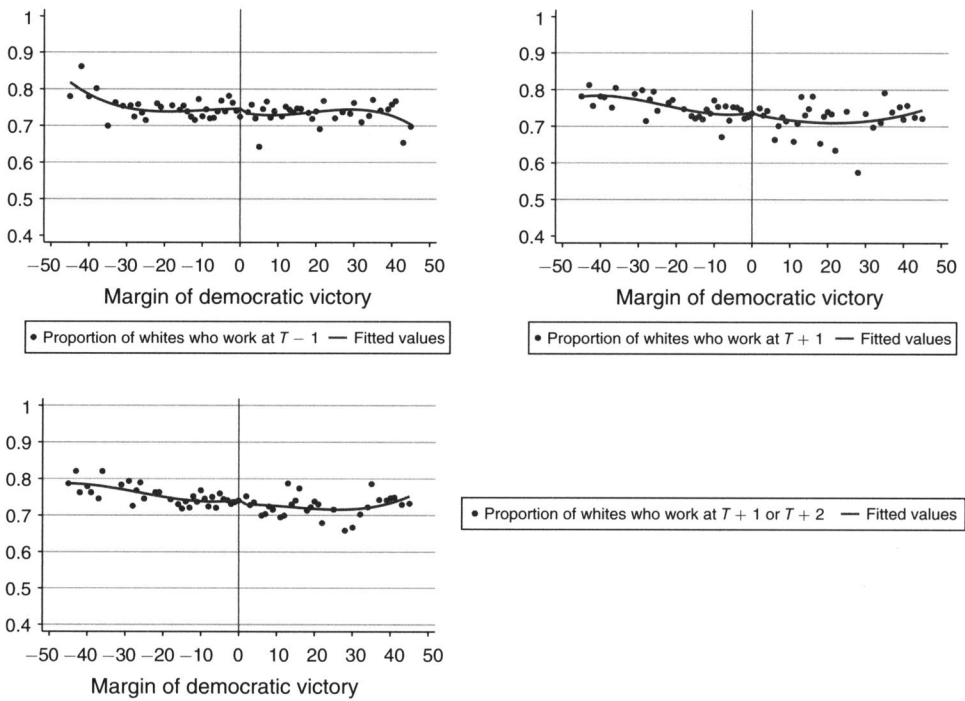 1
0.9
0.8
0.7
0.6
0.5
0.4
−50 −40 −30 −20 −10 0 10 20 30 40 50
Margin of democratic victory
• Proportion of whites who work at T − 1 — Fitted values
1
0.9
0.8
0.7
0.6
0.5
0.4
−50 −40 −30 −20 −10 0 10 20 30 40 50
Margin of democratic victory
• Proportion of whites who work at T + 1 — Fitted values
1
0.9
0.8
0.7
0.6
0.5
0.4
−50 −40 −30 −20 −10 0 10 20 30 40 50
Margin of democratic victory
• Proportion of whites who work at T + 1 or T + 2 — Fitted values